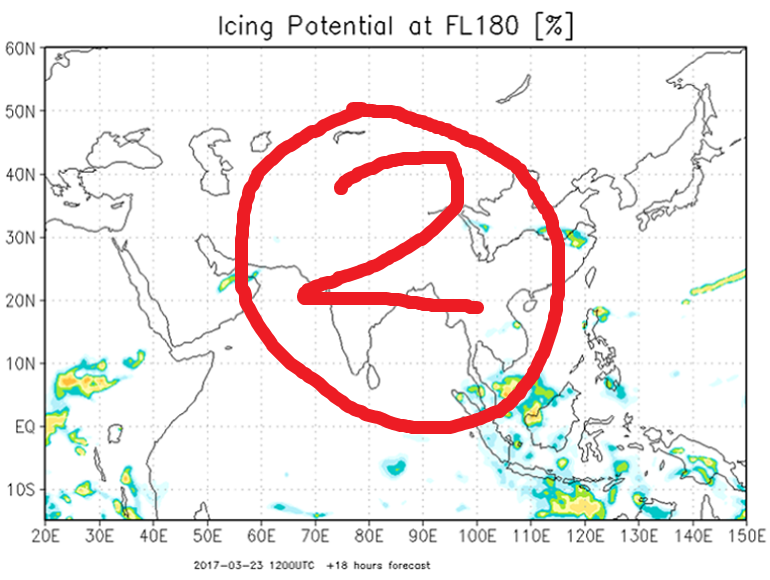 Icing Potential at FL180 [%]
60N
50N
40N
30N
20N
10N
EQ
10S
2
20E 30E 40E 50E 60E 70E 80E 90E 100E 110E 120E 130E 140E 150E
2017-03-23 1200UTC +18 hours forecast